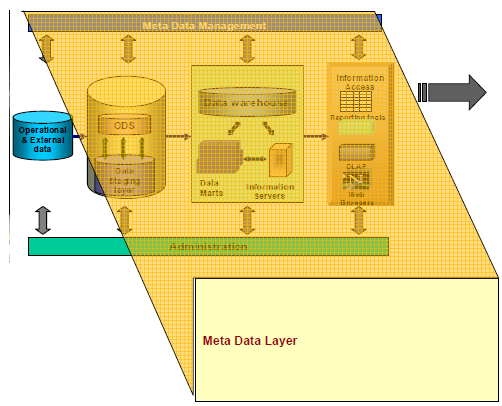 Meta Data Management
Information
Access
Reporting tools
Data warehouse
ODS
Operational
& External
data
OLAP
Data
Staging
layer
Data
Marts
Information
servers
Web
Browsers
Administration
Meta Data Layer